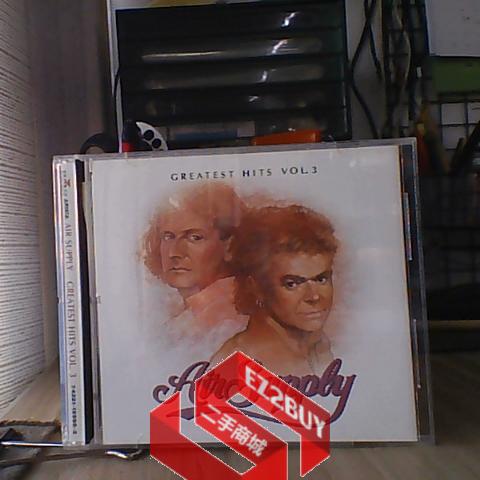 GREATEST HITS VOL.3
AIR SUPPLY GREATEST HITS VOL. 3
Air Supply
EZ2BUY
二手商城